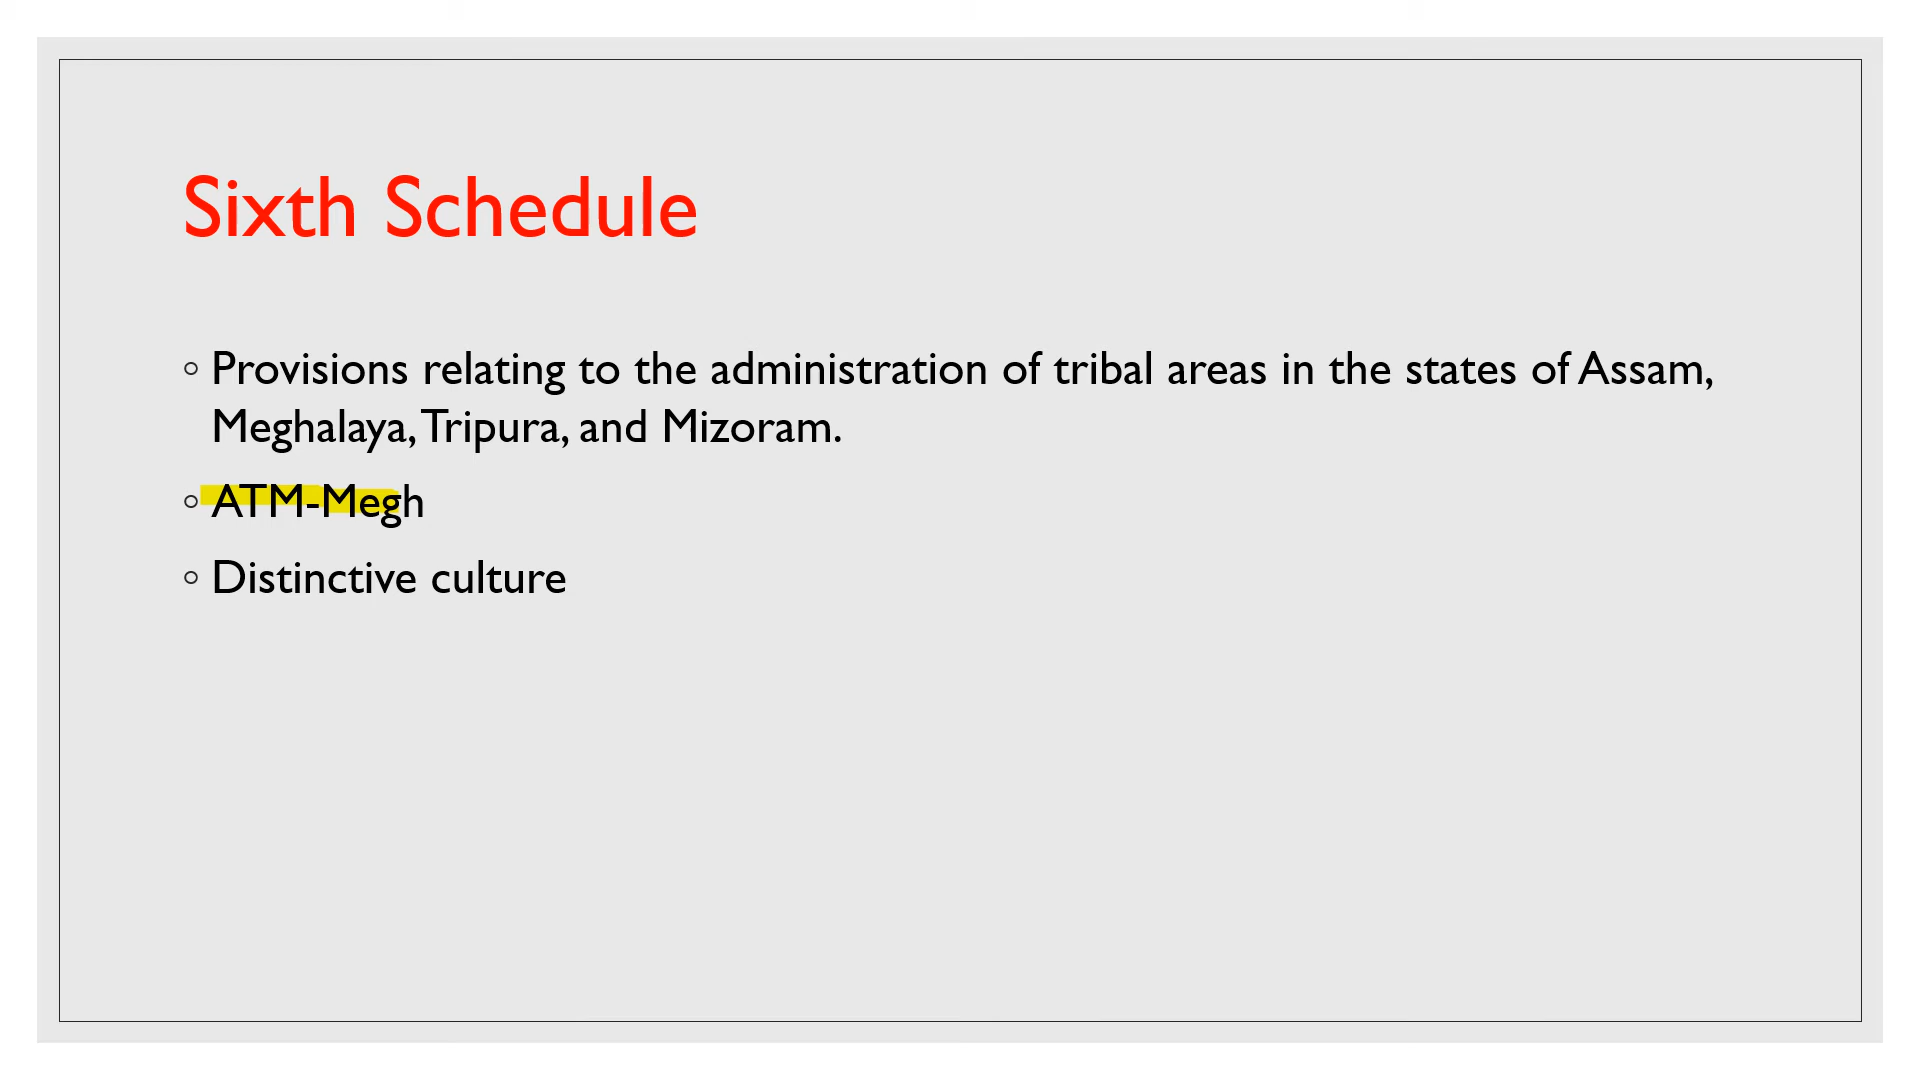 Sixth Schedule
◦ Provisions relating to the administration of tribal areas in the states of Assam,
Meghalaya, Tripura, and Mizoram.
◦ ATM-Megh
◦ Distinctive culture